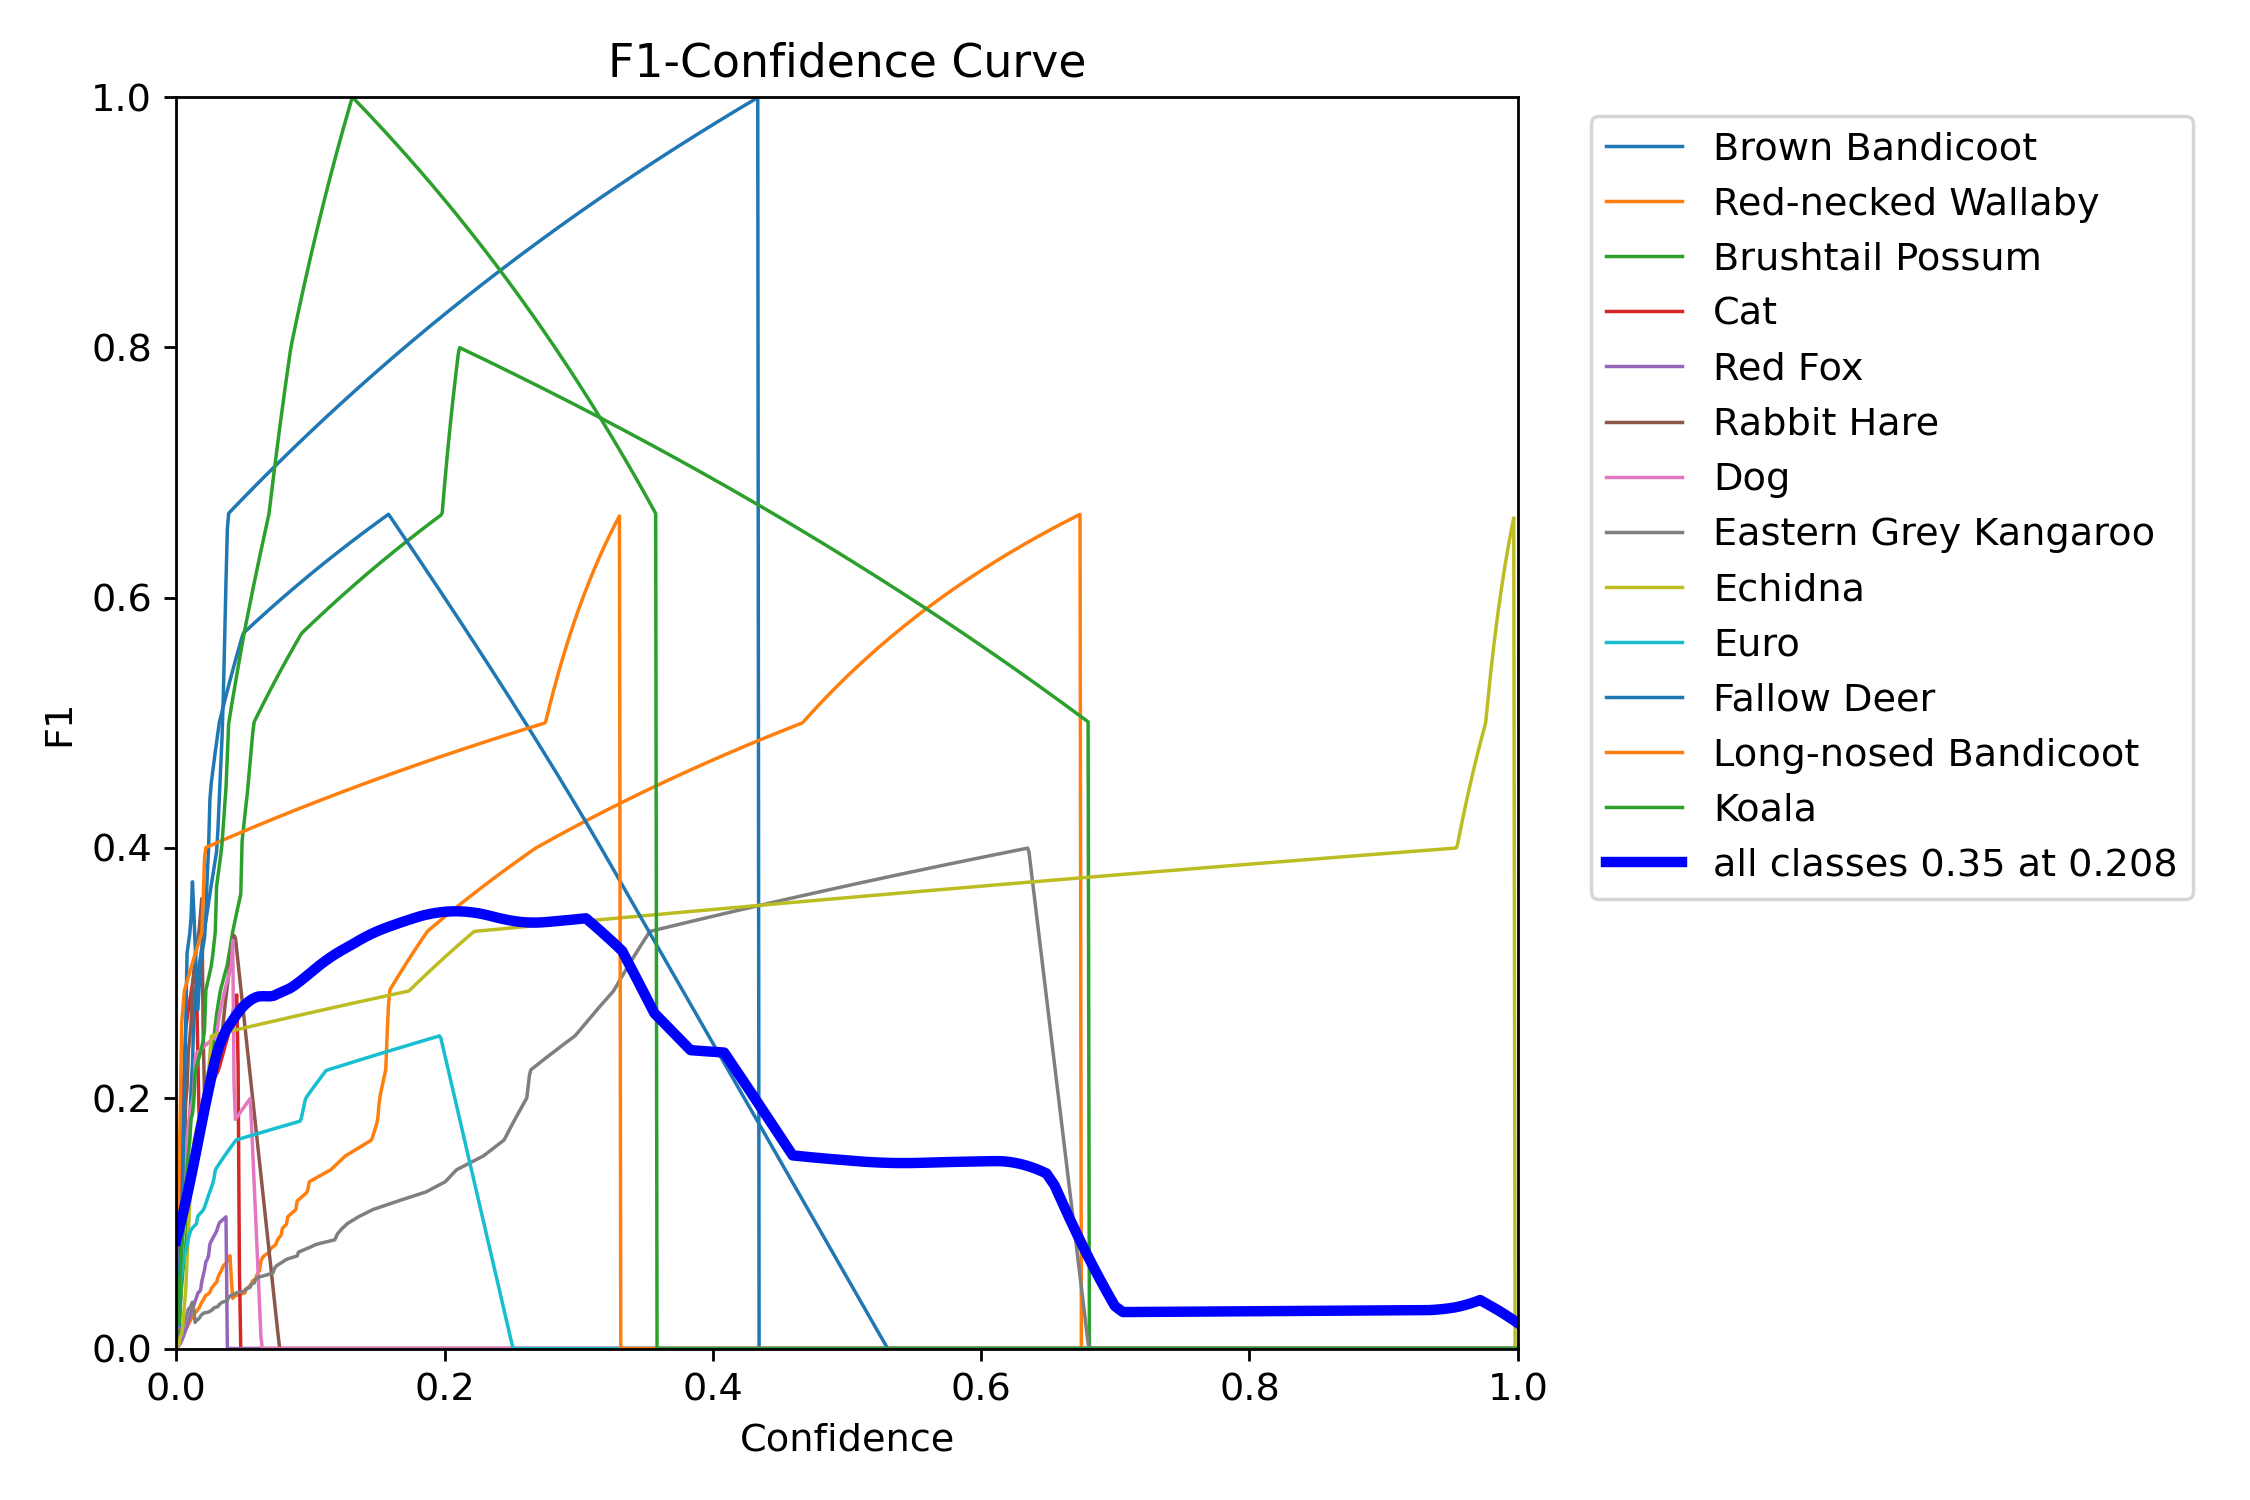 F1-Confidence Curve
1.0
0.8
0.6
0.4
0.2
0.0
F1
0.0 0.2 0.4 0.6 0.8 1.0
Confidence
Brown Bandicoot
Red-necked Wallaby
Brushtail Possum
Cat
Red Fox
Rabbit Hare
Dog
Eastern Grey Kangaroo
Echidna
Euro
Fallow Deer
Long-nosed Bandicoot
Koala
all classes 0.35 at 0.208